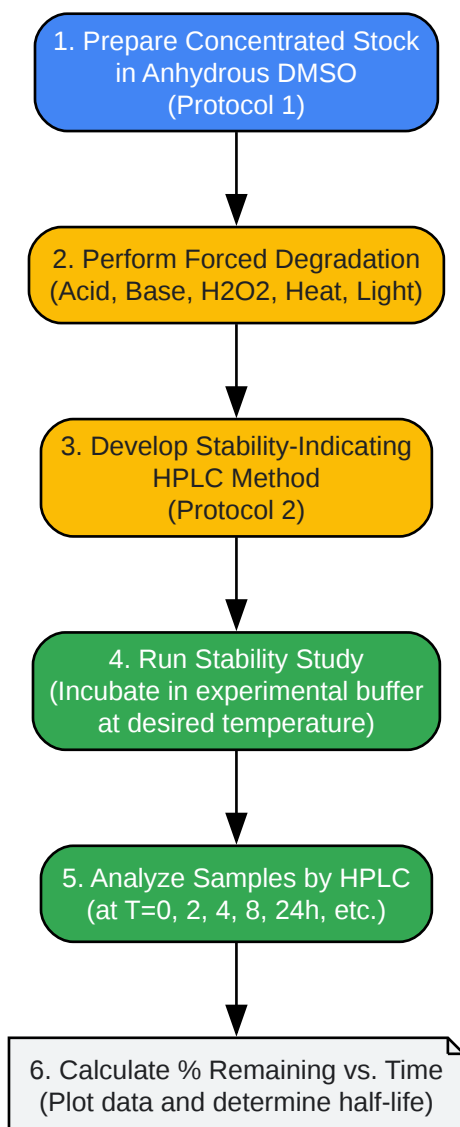 1. Prepare Concentrated Stock
in Anhydrous DMSO
(Protocol 1)
2. Perform Forced Degradation
(Acid, Base, H2O2, Heat, Light)
3. Develop Stability-Indicating
HPLC Method
(Protocol 2)
4. Run Stability Study
(Incubate in experimental buffer
at desired temperature)
5. Analyze Samples by HPLC
(at T=0, 2, 4, 8, 24h, etc.)
6. Calculate % Remaining vs. Time
(Plot data and determine half-life)